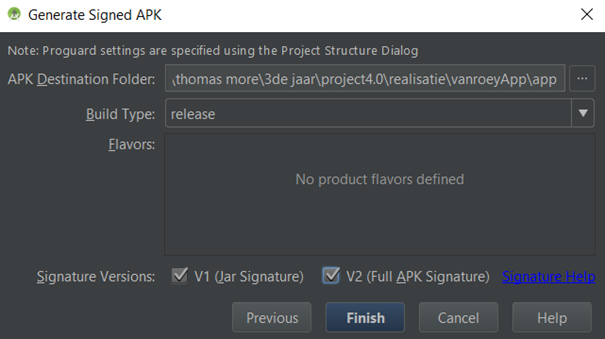 Generate Signed APK
Note: Proguard settings are specified using the Project Structure Dialog
APK Destination Folder: \thomas more\3de jaar\project4.0\realisatie\vanroeyApp\app ...
Build Type: release
Flavors:
No product flavors defined
Signature Versions: V1 (Jar Signature) V2 (Full APK Signature) Signature Help
Previous Finish Cancel Help